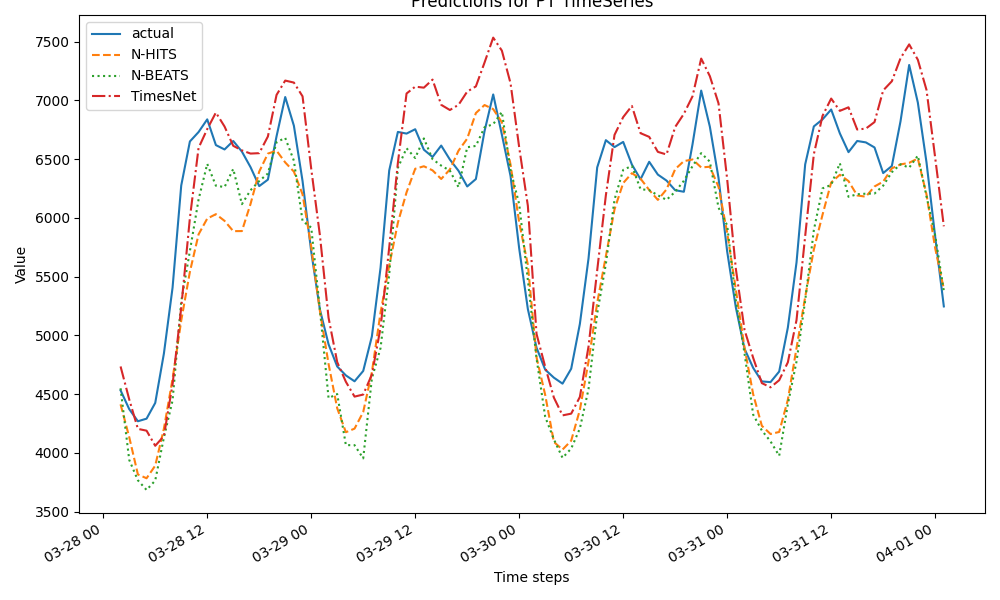 Predictions for PT TimeSeries
actual
N-HITS
N-BEATS
TimesNet
Value
7500
7000
6500
6000
5500
5000
4500
4000
3500
03-28 00
03-28 12
03-29 00
03-29 12
03-30 00
03-30 12
03-31 00
03-31 12
04-01 00
Time steps